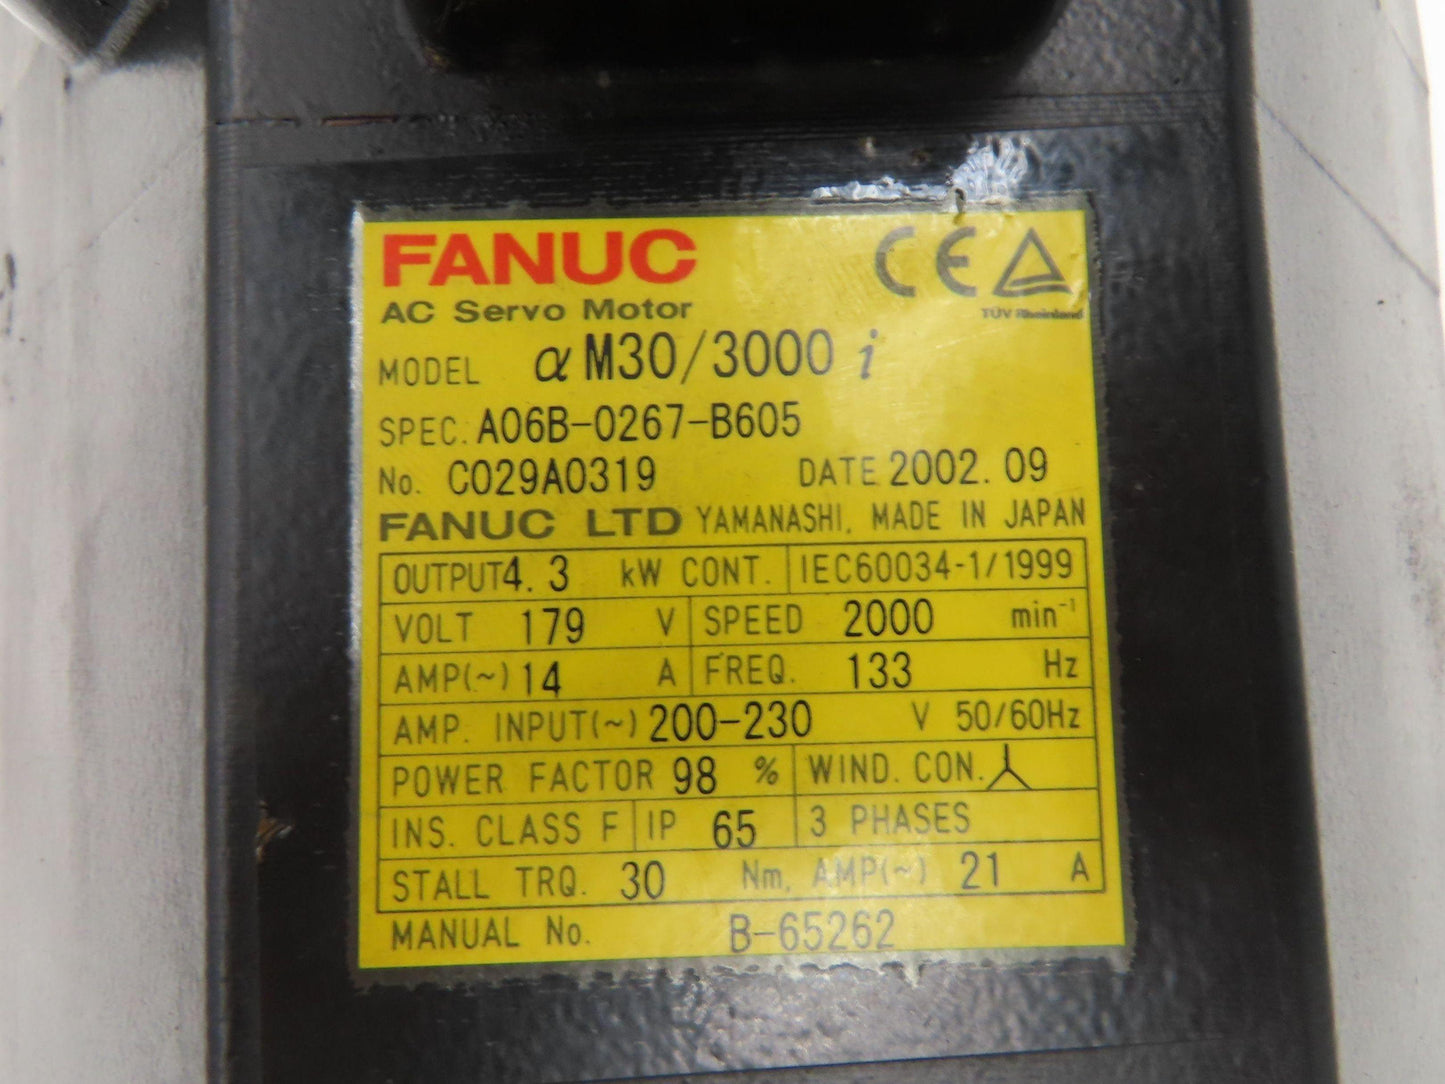 FANUC CE
TÜV Rheinland
AC Servo Motor
MODEL α M30/3000 i
SPEC. A06B-0267-B605
No. C029A0319 DATE 2002.09
FANUC LTD YAMANASHI, MADE IN JAPAN
OUTPUT 4.3 kW CONT. IEC60034-1/1999
VOLT 179 V SPEED 2000 min⁻¹
AMP(~) 14 A FREQ. 133 Hz
AMP. INPUT(~) 200-230 V 50/60Hz
POWER FACTOR 98 % WIND. CON.
INS. CLASS F IP 65 3 PHASES
STALL TRQ. 30 Nm, AMP(~) 21 A
MANUAL No. B-65262